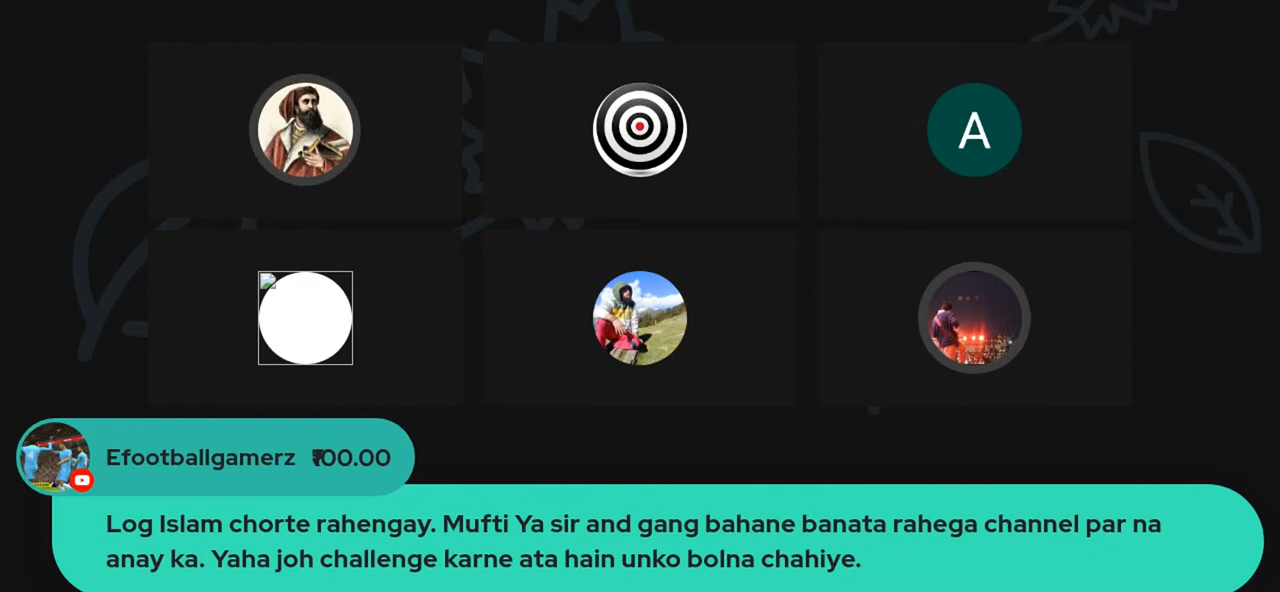 A
Efootballgamerz ₹100.00
Log Islam chorte rahengay. Mufti Ya sir and gang bahane banata rahega channel par na
anay ka. Yaha joh challenge karne ata hain unko bolna chahiye.